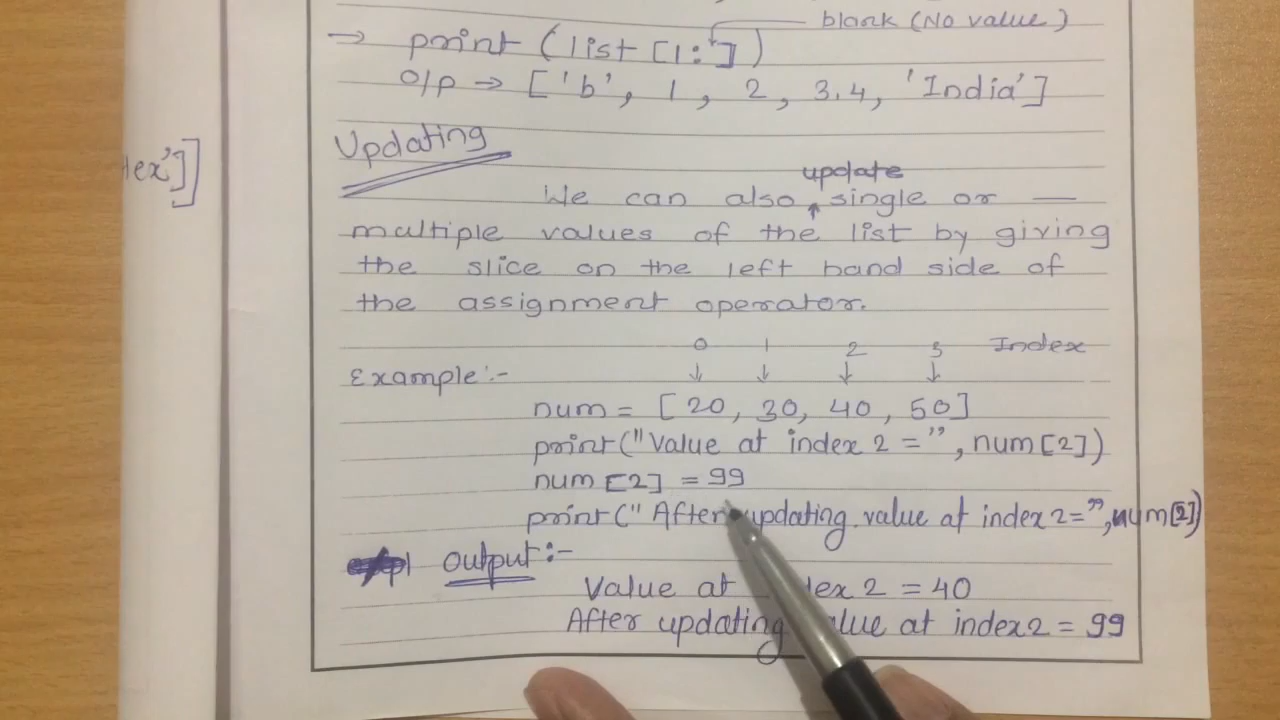 blank (No value)
→ print (list [1:])
O/p → ['b', 1, 2, 3.4, 'India']
ex']]
Updating
update
We can also single or —
multiple values of the list by giving
the slice on the left hand side of
the assignment operator.
0 1 2 3 Index
Example:-
num = [20, 30, 40, 50]
print("Value at index 2 =", num[2])
num [2] = 99
print(" After updating value at index 2=", num[2])
Output:-
Value at index 2 = 40
After updating value at index 2 = 99